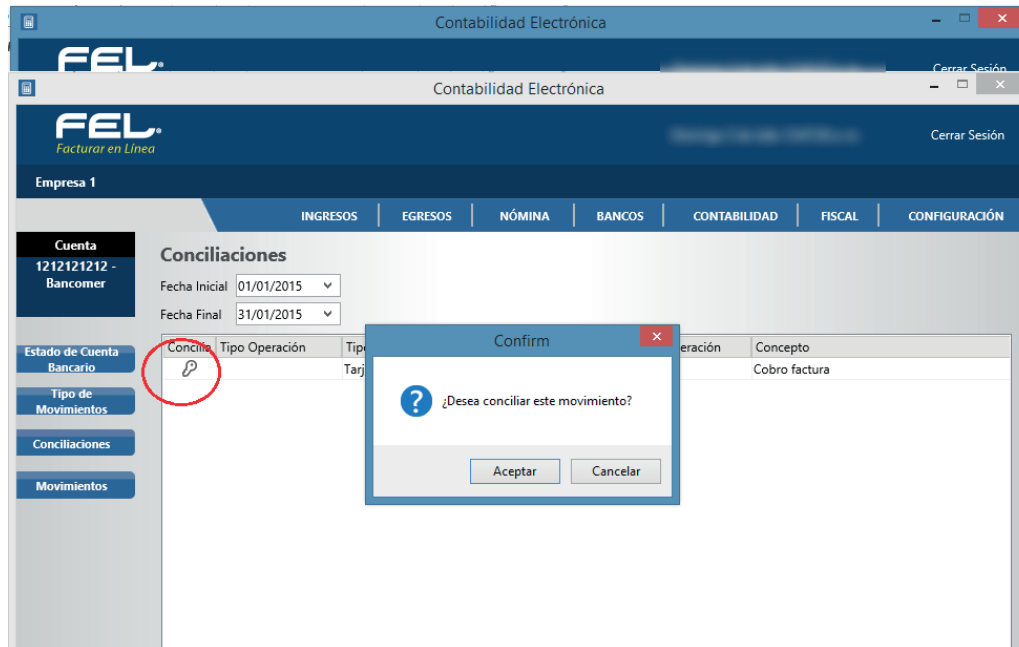 Contabilidad Electrónica
FEL.
Cerrar Sesión
Contabilidad Electrónica
FEL.
Facturar en Línea
Cerrar Sesión
Empresa 1
INGRESOS EGRESOS NÓMINA BANCOS CONTABILIDAD FISCAL CONFIGURACIÓN
Cuenta
1212121212 -
Bancomer
Conciliaciones
Fecha Inicial 01/01/2015
Fecha Final 31/01/2015
Estado de Cuenta
Bancario
Tipo de
Movimientos
Conciliaciones
Movimientos
Concilia Tipo Operación Tip eración Concepto
Tarj Cobro factura
Confirm
¿Desea conciliar este movimiento?
Aceptar Cancelar